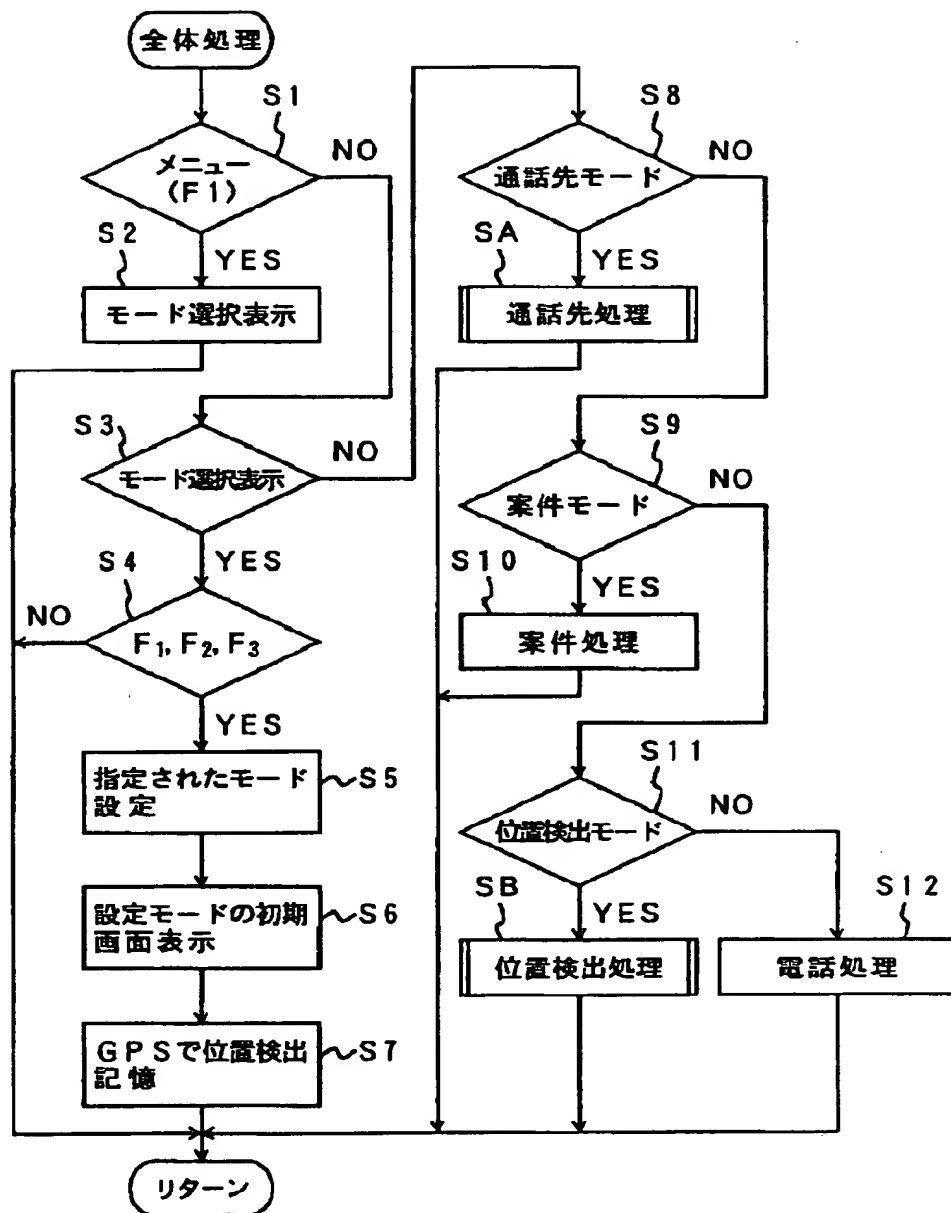 全体処理
S1
メニュー
(F1)
NO
S2
YES
モード選択表示
S3
モード選択表示
NO
S4
YES
NO
F1, F2, F3
YES
指定されたモード
設定
S5
設定モードの初期
画面表示
S6
GPSで位置検出
記憶
S7
リターン
S8
通話先モード
NO
SA
YES
通話先処理
S9
案件モード
NO
S10
YES
案件処理
S11
位置検出モード
NO
SB
YES
位置検出処理
S12
電話処理